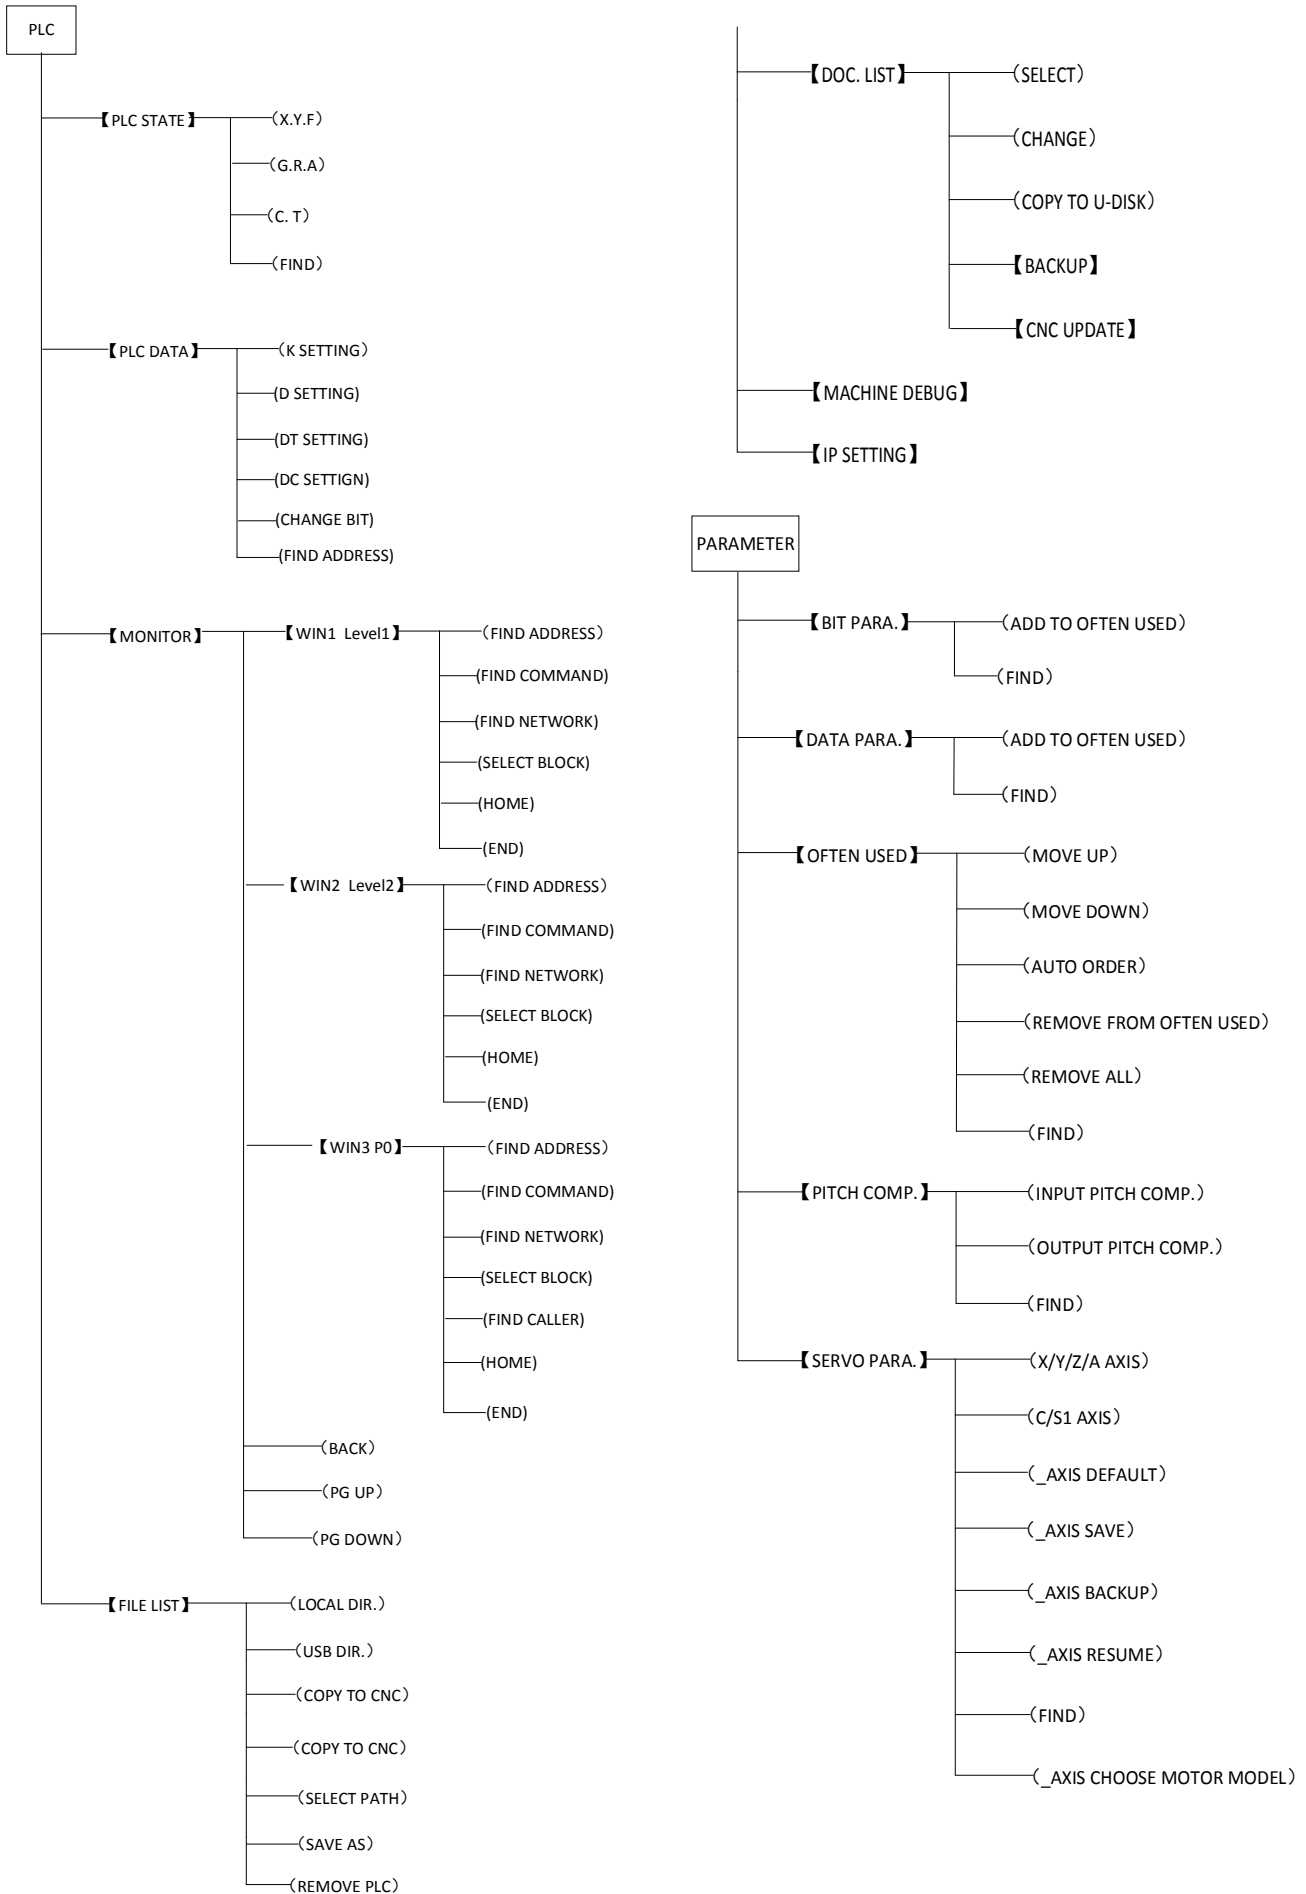 PLC
【PLC STATE】
（X.Y.F）
（G.R.A）
（C. T）
（FIND）
【PLC DATA】
（K SETTING）
(D SETTING)
(DT SETTING)
(DC SETTIGN)
(CHANGE BIT)
(FIND ADDRESS)
【MONITOR】
【WIN1 Level1】
（FIND ADDRESS）
(FIND COMMAND)
(FIND NETWORK)
(SELECT BLOCK)
(HOME)
(END)
【WIN2 Level2】
（FIND ADDRESS）
(FIND COMMAND)
(FIND NETWORK)
(SELECT BLOCK)
(HOME)
(END)
【WIN3 P0】
（FIND ADDRESS）
(FIND COMMAND)
(FIND NETWORK)
(SELECT BLOCK)
(FIND CALLER)
(HOME)
(END)
（BACK）
（PG UP）
（PG DOWN）
【FILE LIST】
（LOCAL DIR.）
（USB DIR.）
（COPY TO CNC）
（COPY TO CNC）
（SELECT PATH）
（SAVE AS）
（REMOVE PLC）
【DOC. LIST】
（SELECT）
（CHANGE）
（COPY TO U-DISK）
【BACKUP】
【CNC UPDATE】
【MACHINE DEBUG】
【IP SETTING】
PARAMETER
【BIT PARA.】
（ADD TO OFTEN USED）
（FIND）
【DATA PARA.】
（ADD TO OFTEN USED）
（FIND）
【OFTEN USED】
（MOVE UP）
（MOVE DOWN）
（AUTO ORDER）
（REMOVE FROM OFTEN USED）
（REMOVE ALL）
（FIND）
【PITCH COMP.】
（INPUT PITCH COMP.）
（OUTPUT PITCH COMP.）
（FIND）
【SERVO PARA.】
（X/Y/Z/A AXIS）
（C/S1 AXIS）
（_AXIS DEFAULT）
（_AXIS SAVE）
（_AXIS BACKUP）
（_AXIS RESUME）
（FIND）
（_AXIS CHOOSE MOTOR MODEL）